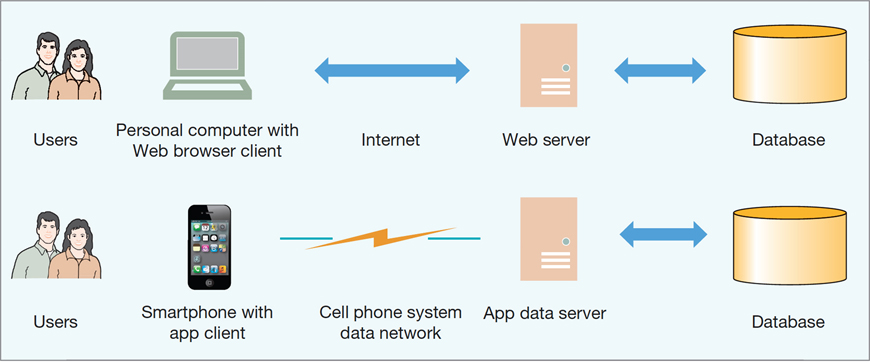 Users
Personal computer with
Web browser client
Internet
Web server
Database
Users
Smartphone with
app client
Cell phone system
data network
App data server
Database